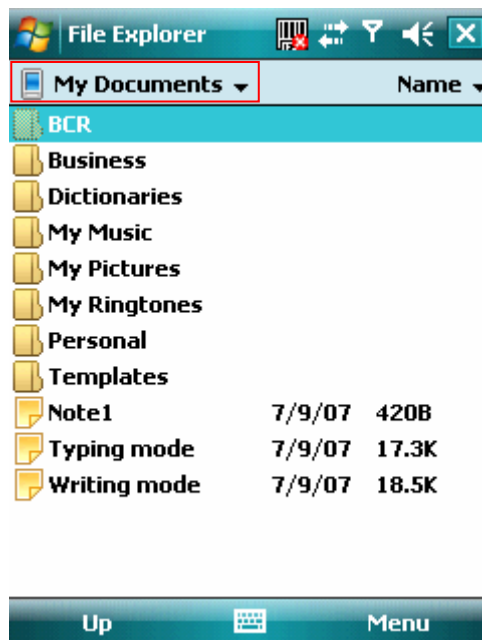 File Explorer
My Documents Name
BCR
Business
Dictionaries
My Music
My Pictures
My Ringtones
Personal
Templates
Note1 7/9/07 420B
Typing mode 7/9/07 17.3K
Writing mode 7/9/07 18.5K
Up Menu